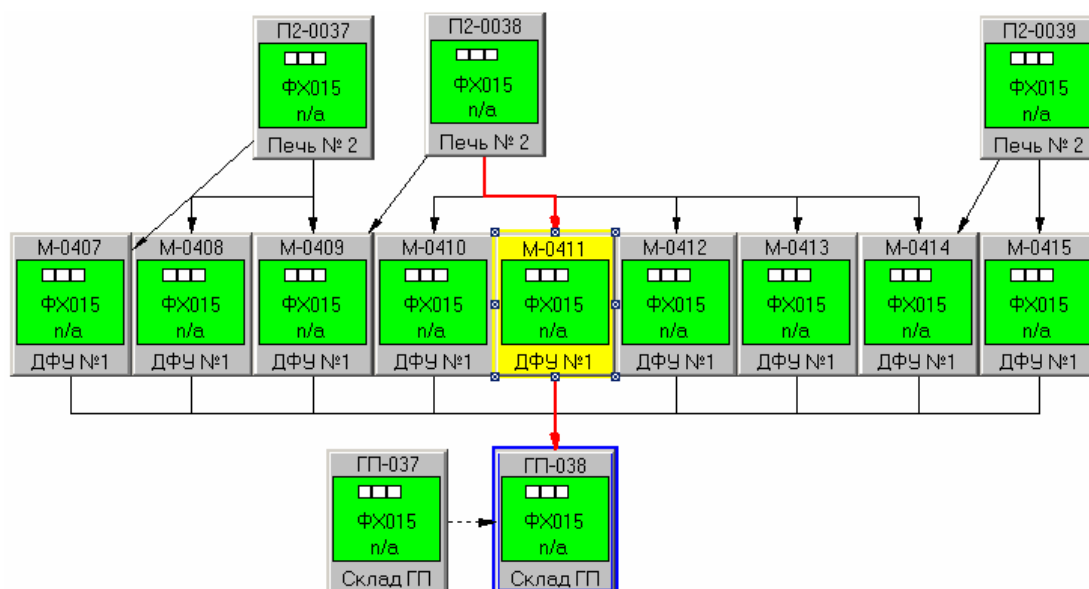 П2-0037
ФХ015
n/a
Печь № 2
П2-0038
ФХ015
n/a
Печь № 2
П2-0039
ФХ015
n/a
Печь № 2
М-0407
ФХ015
n/a
ДФУ №1
М-0408
ФХ015
n/a
ДФУ №1
М-0409
ФХ015
n/a
ДФУ №1
М-0410
ФХ015
n/a
ДФУ №1
М-0411
ФХ015
n/a
ДФУ №1
М-0412
ФХ015
n/a
ДФУ №1
М-0413
ФХ015
n/a
ДФУ №1
М-0414
ФХ015
n/a
ДФУ №1
М-0415
ФХ015
n/a
ДФУ №1
ГП-037
ФХ015
n/a
Склад ГП
ГП-038
ФХ015
n/a
Склад ГП